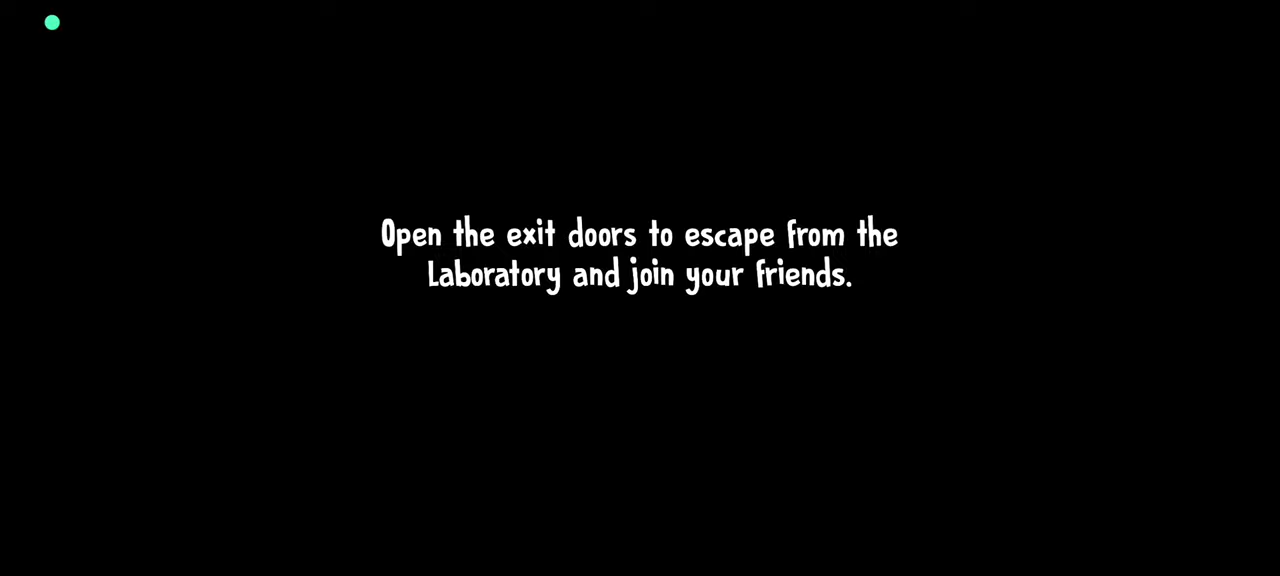 Open the exit doors to escape from the
Laboratory and join your friends.